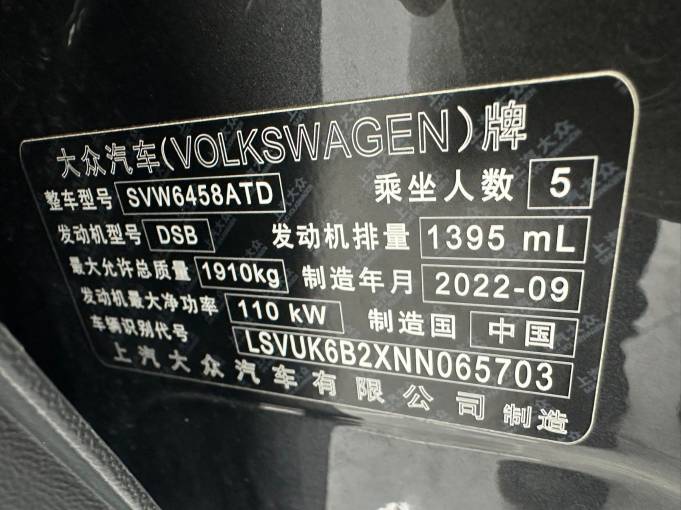 大众汽车(VOLKSWAGEN)牌
整车型号 SVW6458ATD 乘坐人数 5
发动机型号 DSB 发动机排量 1395 mL
最大允许总质量 1910kg 制造年月 2022-09
发动机最大净功率 110 kW 制造国 中国
车辆识别代号 LSVUK6B2XNN065703
上汽大众汽车有限公司制造